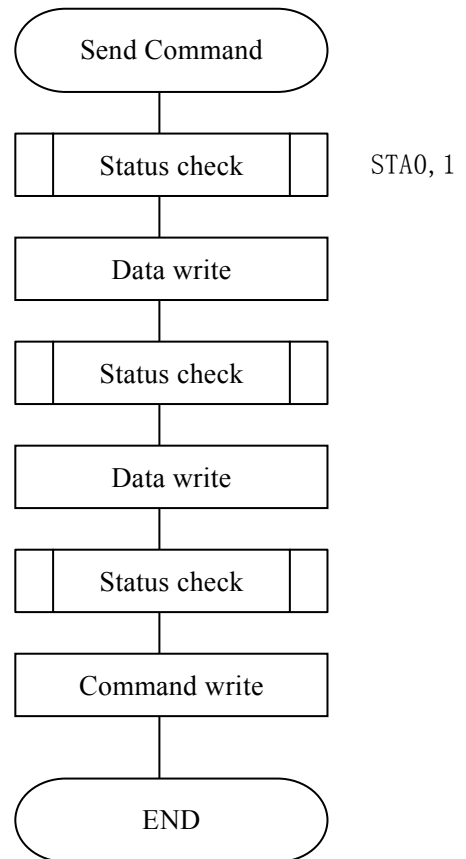 Send Command
Status check STA0, 1
Data write
Status check
Data write
Status check
Command write
END